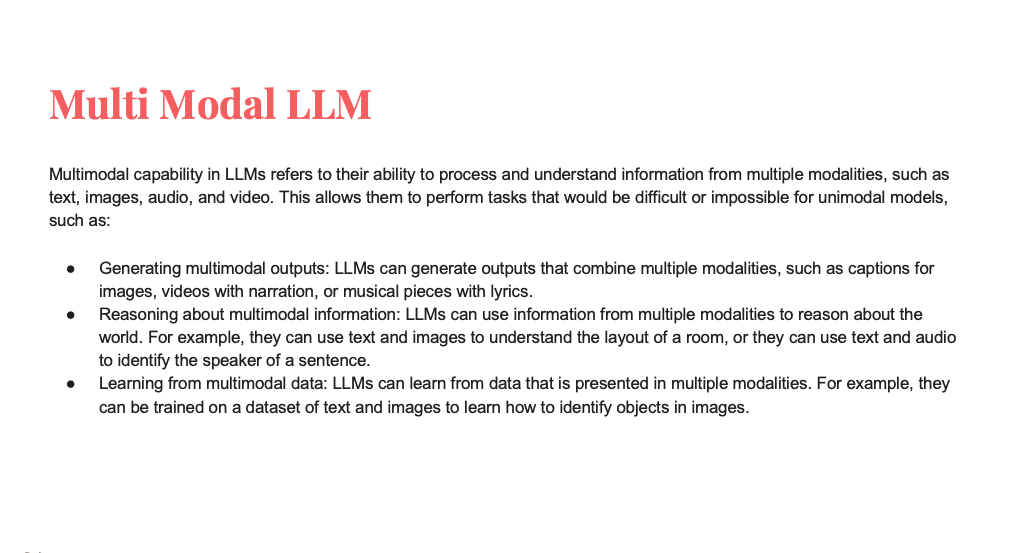 Multi Modal LLM
Multimodal capability in LLMs refers to their ability to process and understand information from multiple modalities, such as
text, images, audio, and video. This allows them to perform tasks that would be difficult or impossible for unimodal models,
such as:
● Generating multimodal outputs: LLMs can generate outputs that combine multiple modalities, such as captions for
images, videos with narration, or musical pieces with lyrics.
● Reasoning about multimodal information: LLMs can use information from multiple modalities to reason about the
world. For example, they can use text and images to understand the layout of a room, or they can use text and audio
to identify the speaker of a sentence.
● Learning from multimodal data: LLMs can learn from data that is presented in multiple modalities. For example, they
can be trained on a dataset of text and images to learn how to identify objects in images.